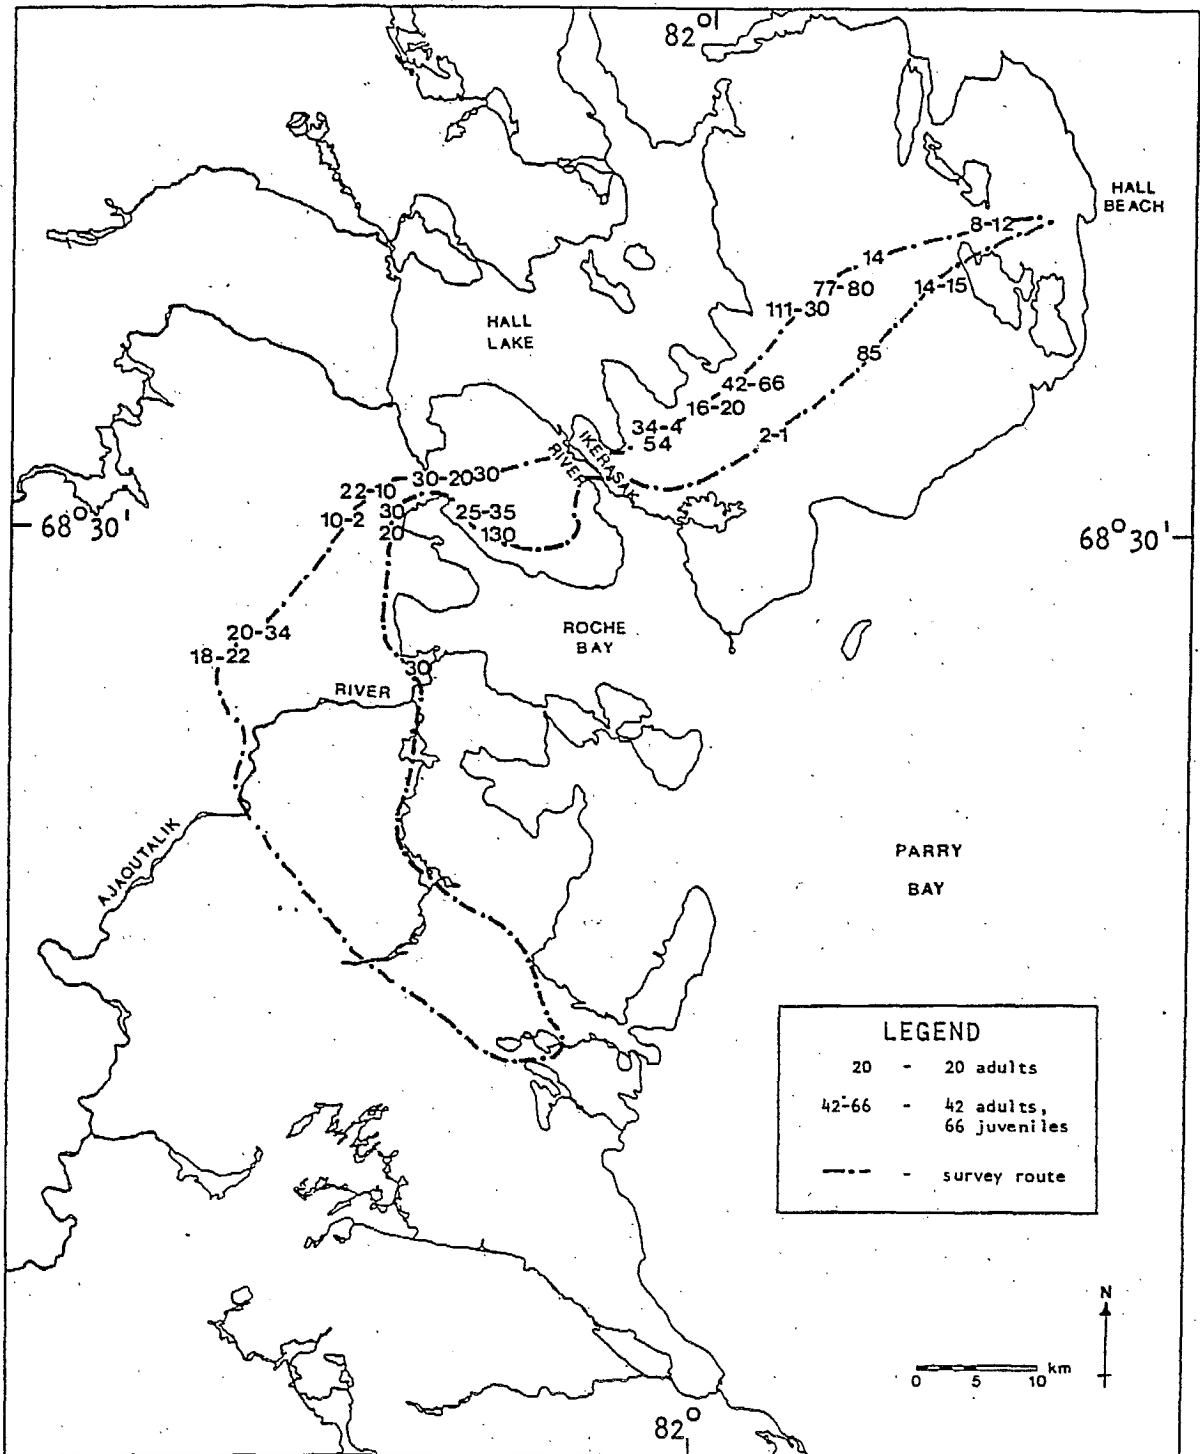 82°
HALL
BEACH
8-12
14
77-80
14-15
111-30
HALL
LAKE
85
42-66
16-20
34-4
54
2-1
IKERASAK
RIVER
30-20
30
22-10
10-2
30
20
25-35
130
68°30'
68°30'
20-34
18-22
ROCHE
BAY
30
RIVER
AJAQUTALIK
PARRY
BAY
LEGEND
20 - 20 adults
42-66 - 42 adults,
66 juveniles
- survey route
N
km
0 5 10
82°